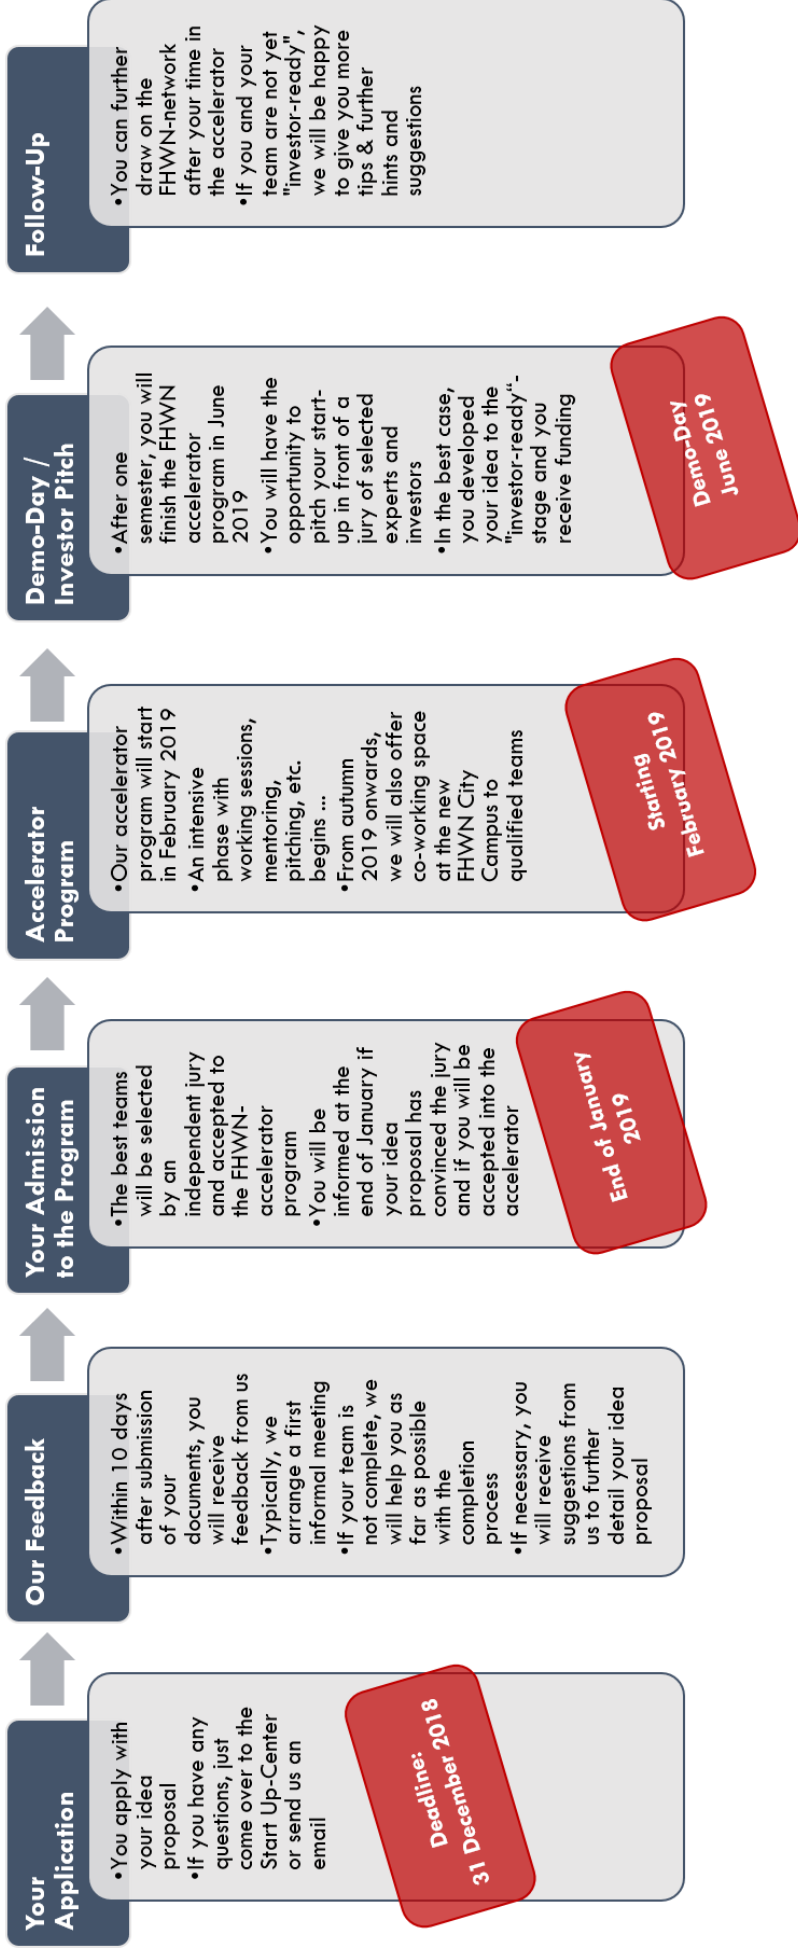 Your
Application
•You apply with
your idea
proposal
•If you have any
questions, just
come over to the
Start Up-Center
or send us an
email
Deadline:
31 December 2018
Our Feedback
•Within 10 days
after submission
of your
documents, you
will receive
feedback from us
•Typically, we
arrange a first
informal meeting
•If your team is
not complete, we
will help you as
far as possible
with the
completion
process
•If necessary, you
will receive
suggestions from
us to further
detail your idea
proposal
Your Admission
to the Program
•The best teams
will be selected
by an
independent jury
and accepted to
the FHWN-
accelerator
program
•You will be
informed at the
end of January if
your idea
proposal has
convinced the jury
and if you will be
accepted into the
accelerator
End of January
2019
Accelerator
Program
•Our accelerator
program will start
in February 2019
•An intensive
phase with
working sessions,
mentoring,
pitching, etc.
begins ...
•From autumn
2019 onwards,
we will also offer
co-working space
at the new
FHWN City
Campus to
qualified teams
Starting
February 2019
Demo-Day /
Investor Pitch
•After one
semester, you will
finish the FHWN
accelerator
program in June
2019
•You will have the
opportunity to
pitch your start-
up in front of a
jury of selected
experts and
investors
•In the best case,
you developed
your idea to the
"investor-ready“-
stage and you
receive funding
Demo-Day
June 2019
Follow-Up
•You can further
draw on the
FHWN-network
after your time in
the accelerator
•If you and your
team are not yet
"investor-ready",
we will be happy
to give you more
tips & further
hints and
suggestions